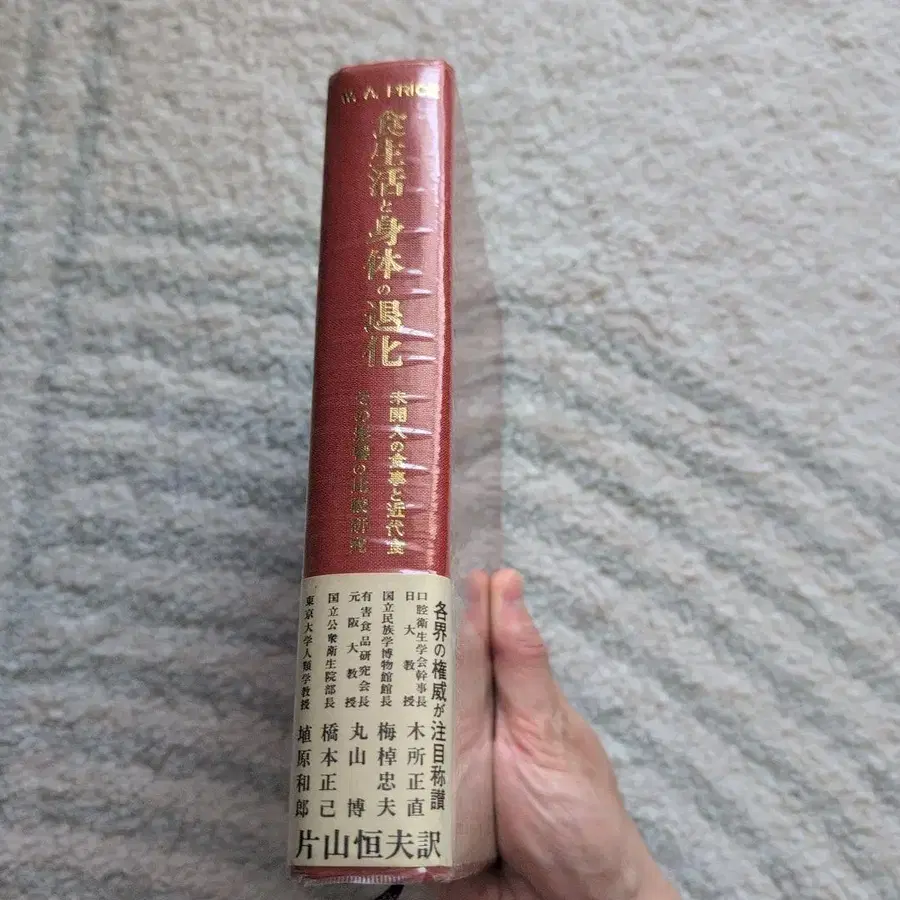 W. A. PRICE
食生活と身体の退化
未開人の食事と近代食
その影響の比較研究
各界の権威が注目称讃
口腔衛生学会幹事長
日大教授
木所正直
国立民族学博物館館長
梅棹忠夫
有害食品研究会長
元阪大教授
丸山博
国立公衆衛生院部長
橋本正己
東京大学人類学教授
埴原和郎
片山恒夫訳